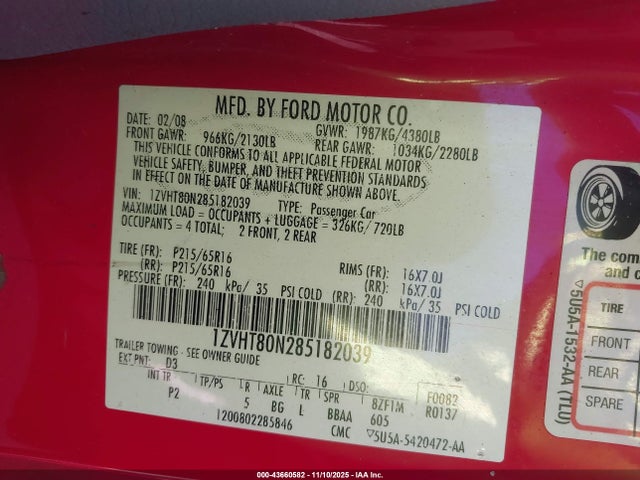 MFD. BY FORD MOTOR CO.
DATE: 02/08 GVWR: 1987KG/4380LB
FRONT GAWR: 966KG/2130LB REAR GAWR: 1034KG/2280LB
THIS VEHICLE CONFORMS TO ALL APPLICABLE FEDERAL MOTOR
VEHICLE SAFETY, BUMPER, AND THEFT PREVENTION STANDARDS
IN EFFECT ON THE DATE OF MANUFACTURE SHOWN ABOVE.
VIN: 1ZVHT80N285182039 TYPE: Passenger Car
MAXIMUM LOAD = OCCUPANTS + LUGGAGE = 326KG/720LB
OCCUPANTS = 4 TOTAL: 2 FRONT, 2 REAR
TIRE (FR): P215/65R16 RIMS (FR): 16X7.0J
(RR): P215/65R16 (RR): 16X7.0J
PRESSURE (FR): 240 kPa/ 35 PSI COLD (RR): 240 kPa/ 35 PSI COLD
1ZVHT80N285182039
TRAILER TOWING - SEE OWNER GUIDE
EXT PNT: D3 RC: 16 DSO: F0082
INT TR TP/PS R AXLE TR SPR R0137
P2 5 BG L BBAA 8ZF1M
605
1200802285846 CMC ▽5U5A-5420472-AA
The com
and c
TIRE
FRONT
REAR
SPARE
▽5U5A-1532-AA (TLU)
000-43660582 — 11/10/2025 — IAA